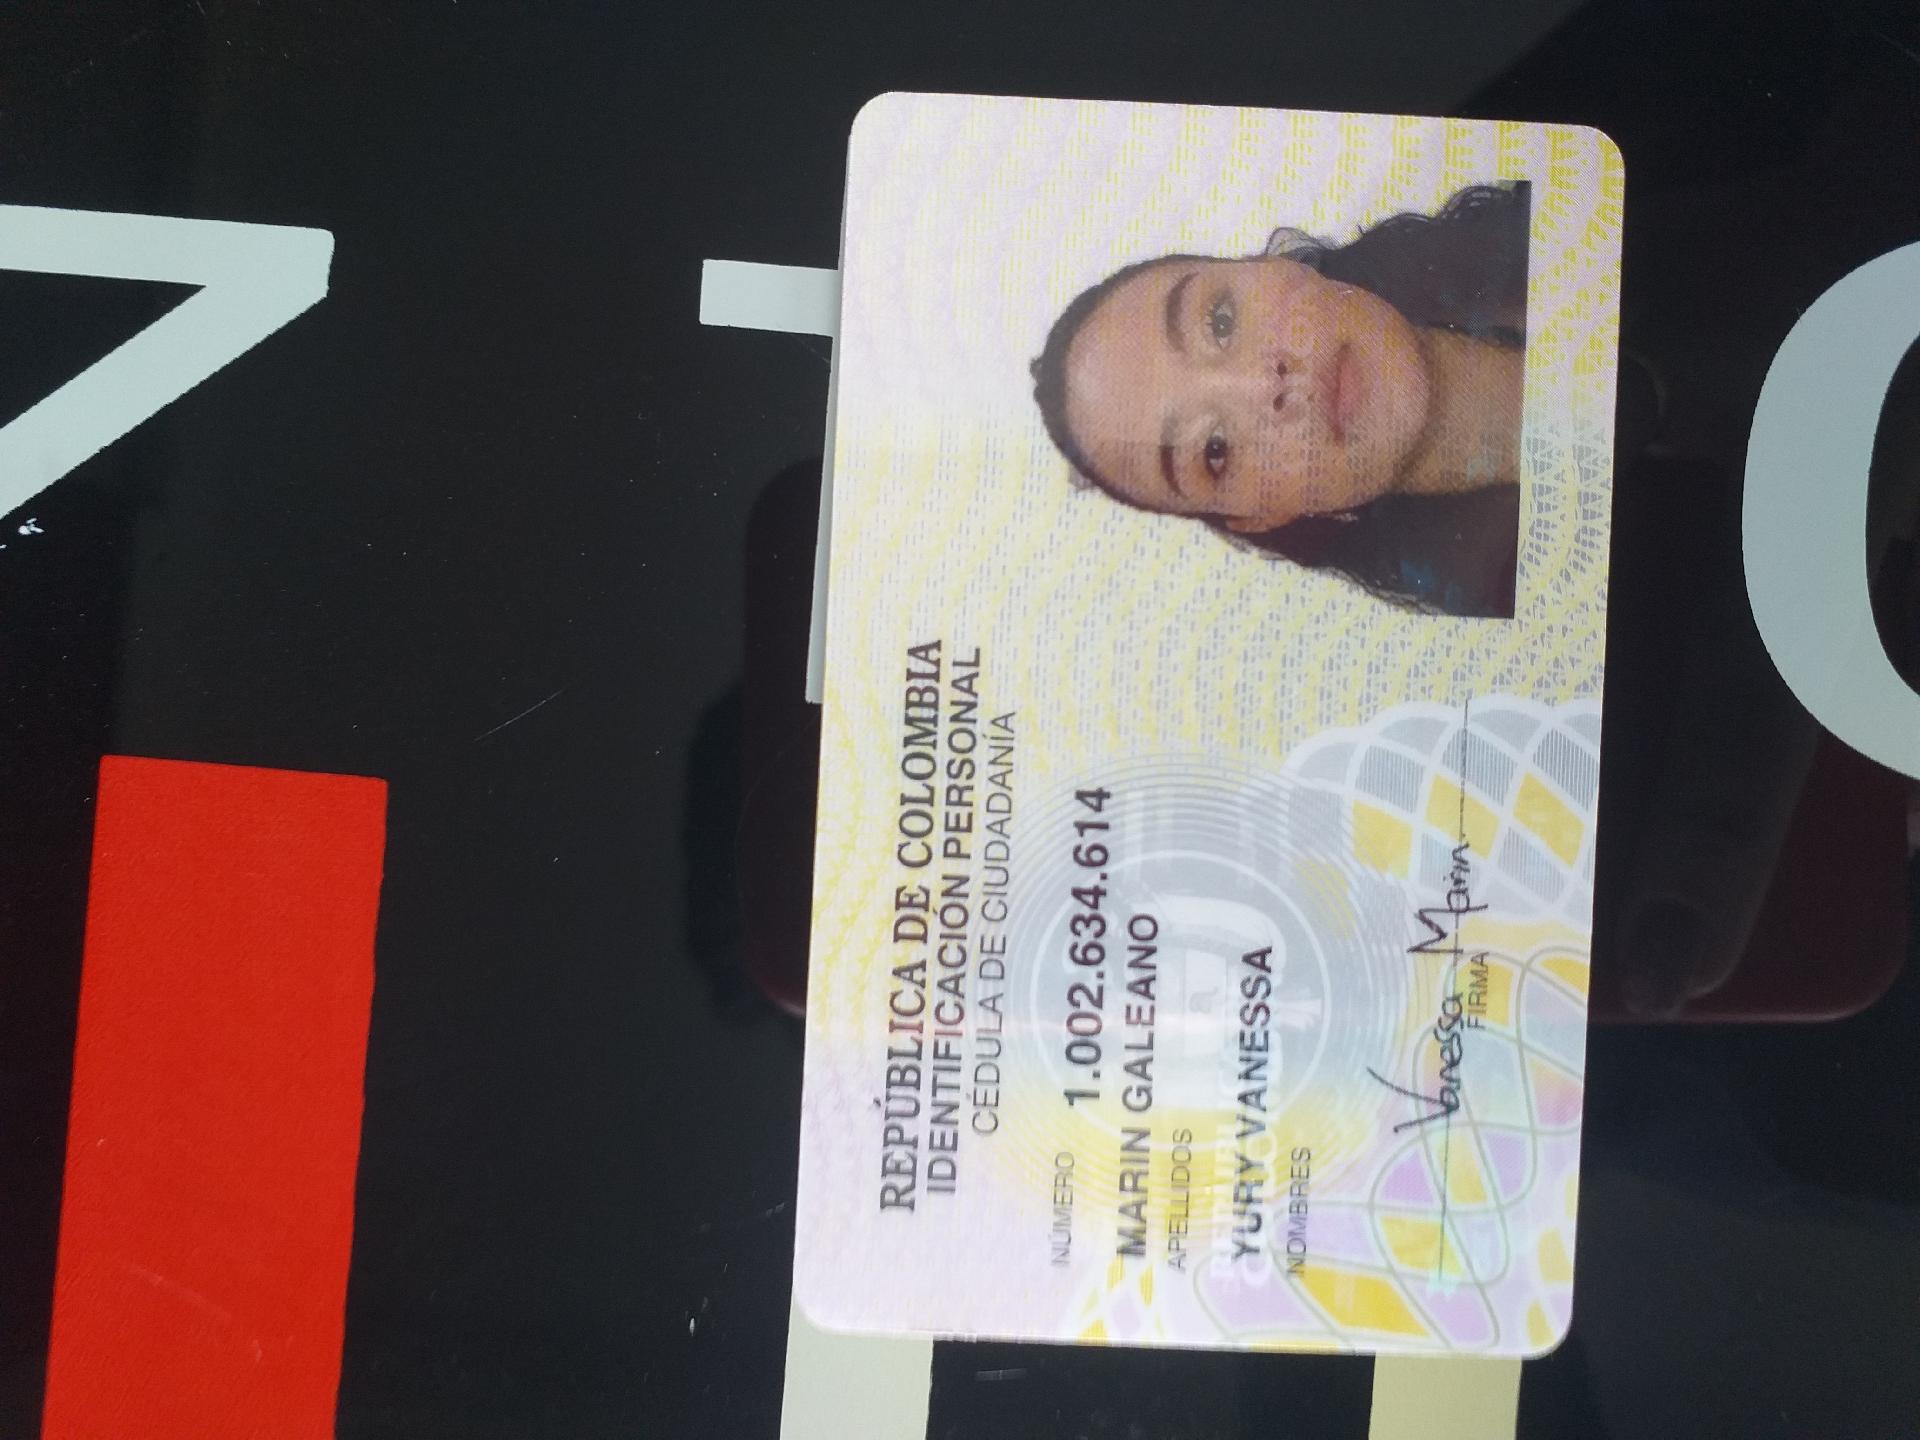 REPÚBLICA DE COLOMBIA
IDENTIFICACIÓN PERSONAL
CÉDULA DE CIUDADANÍA
NÚMERO 1.002.634.614
MARIN GALEANO
APELLIDOS
YURY VANESSA
NOMBRES
Vanessa Marin
FIRMA